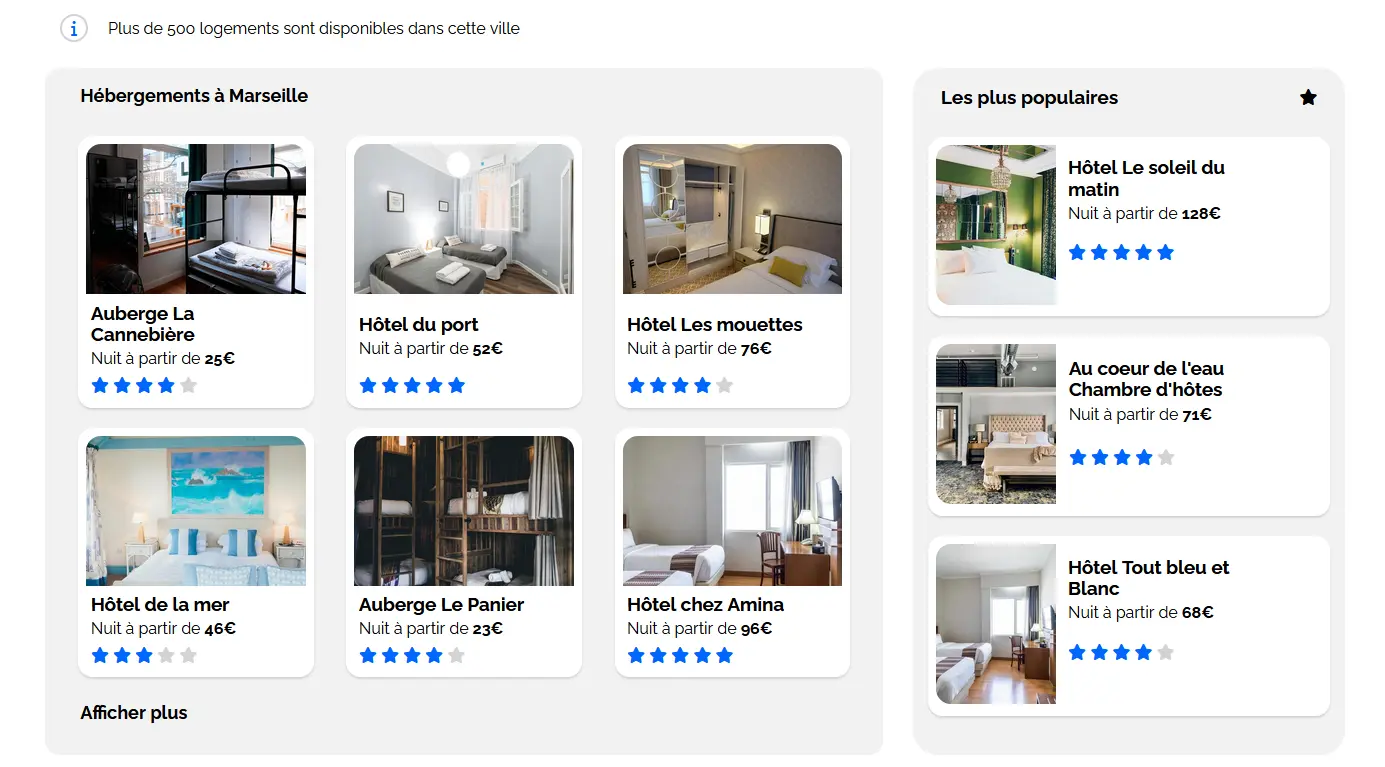 Plus de 500 logements sont disponibles dans cette ville
Hébergements à Marseille
Auberge La
Cannebière
Nuit à partir de 25€
Hôtel du port
Nuit à partir de 52€
Hôtel Les mouettes
Nuit à partir de 76€
Hôtel de la mer
Nuit à partir de 46€
Auberge Le Panier
Nuit à partir de 23€
Hôtel chez Amina
Nuit à partir de 96€
Afficher plus
Les plus populaires
Hôtel Le soleil du
matin
Nuit à partir de 128€
Au coeur de l'eau
Chambre d'hôtes
Nuit à partir de 71€
Hôtel Tout bleu et
Blanc
Nuit à partir de 68€